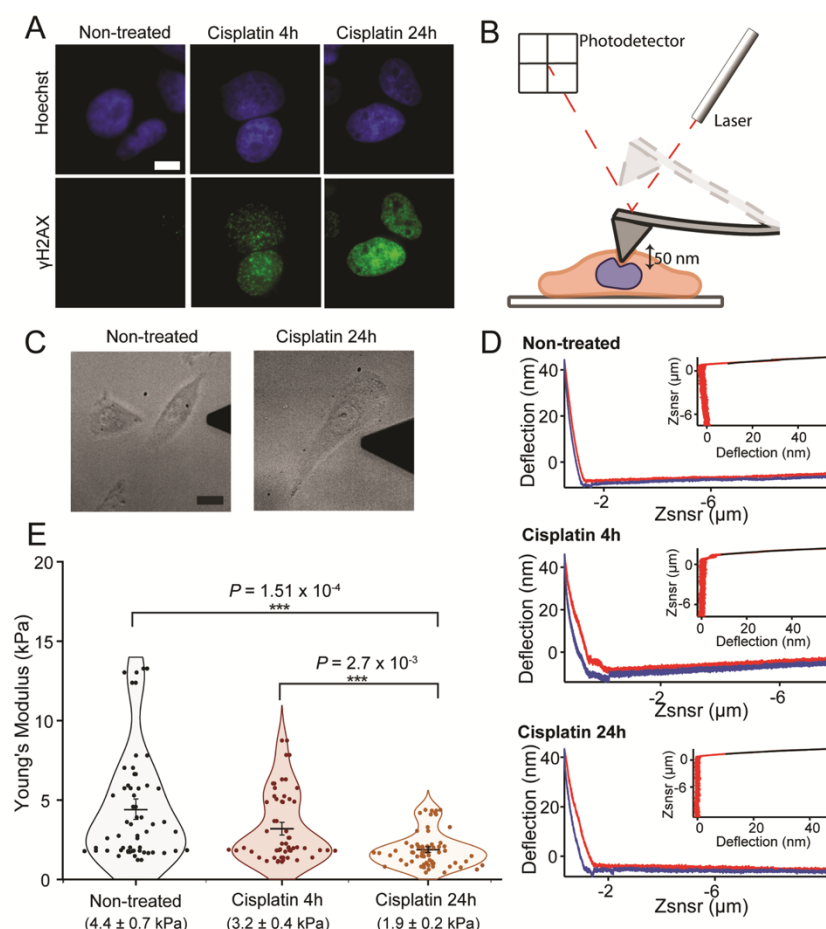 A
Non-treated Cisplatin 4h Cisplatin 24h
Hoechst
γH2AX
B
Photodetector
Laser
50 nm
C
Non-treated Cisplatin 24h
D
Non-treated
Deflection (nm)
40
20
0
-2 -6
Zsnsr (µm)
Zsnsr (µm)
0
-6
0 40
Deflection (nm)
Cisplatin 4h
Deflection (nm)
40
20
0
-2 -6
Zsnsr (µm)
Zsnsr (µm)
0
-6
0 40
Deflection (nm)
Cisplatin 24h
Deflection (nm)
40
20
0
-2 -6
Zsnsr (µm)
Zsnsr (µm)
0
-6
0 40
Deflection (nm)
E
Young's Modulus (kPa)
20
15
10
5
0
P = 1.51 x 10⁻⁴
***
P = 2.7 x 10⁻³
***
Non-treated Cisplatin 4h Cisplatin 24h
(4.4 ± 0.7 kPa) (3.2 ± 0.4 kPa) (1.9 ± 0.2 kPa)